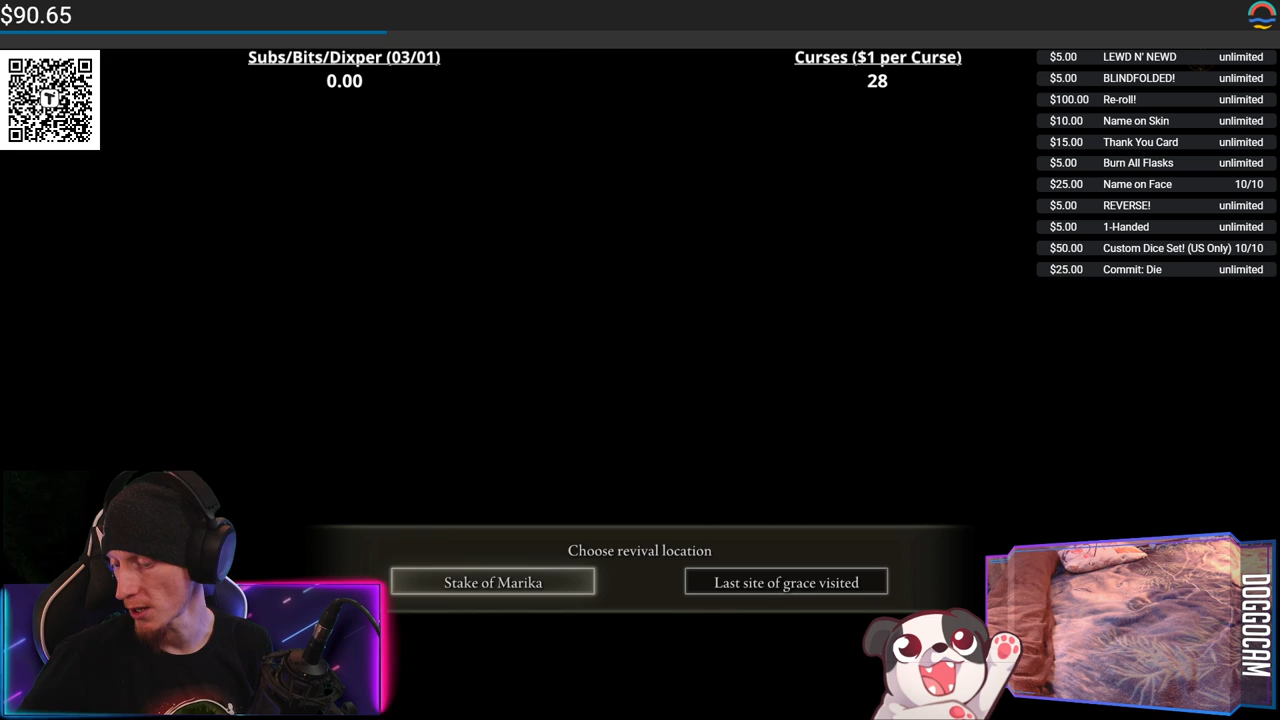 $90.65
Subs/Bits/Dixper (03/01)
0.00
Curses ($1 per Curse)
28
$5.00 LEWD N' NEWD unlimited
$5.00 BLINDFOLDED! unlimited
$100.00 Re-roll! unlimited
$10.00 Name on Skin unlimited
$15.00 Thank You Card unlimited
$5.00 Burn All Flasks unlimited
$25.00 Name on Face 10/10
$5.00 REVERSE! unlimited
$5.00 1-Handed unlimited
$50.00 Custom Dice Set! (US Only) 10/10
$25.00 Commit: Die unlimited
Choose revival location
Stake of Marika
Last site of grace visited
DOGGOCAM